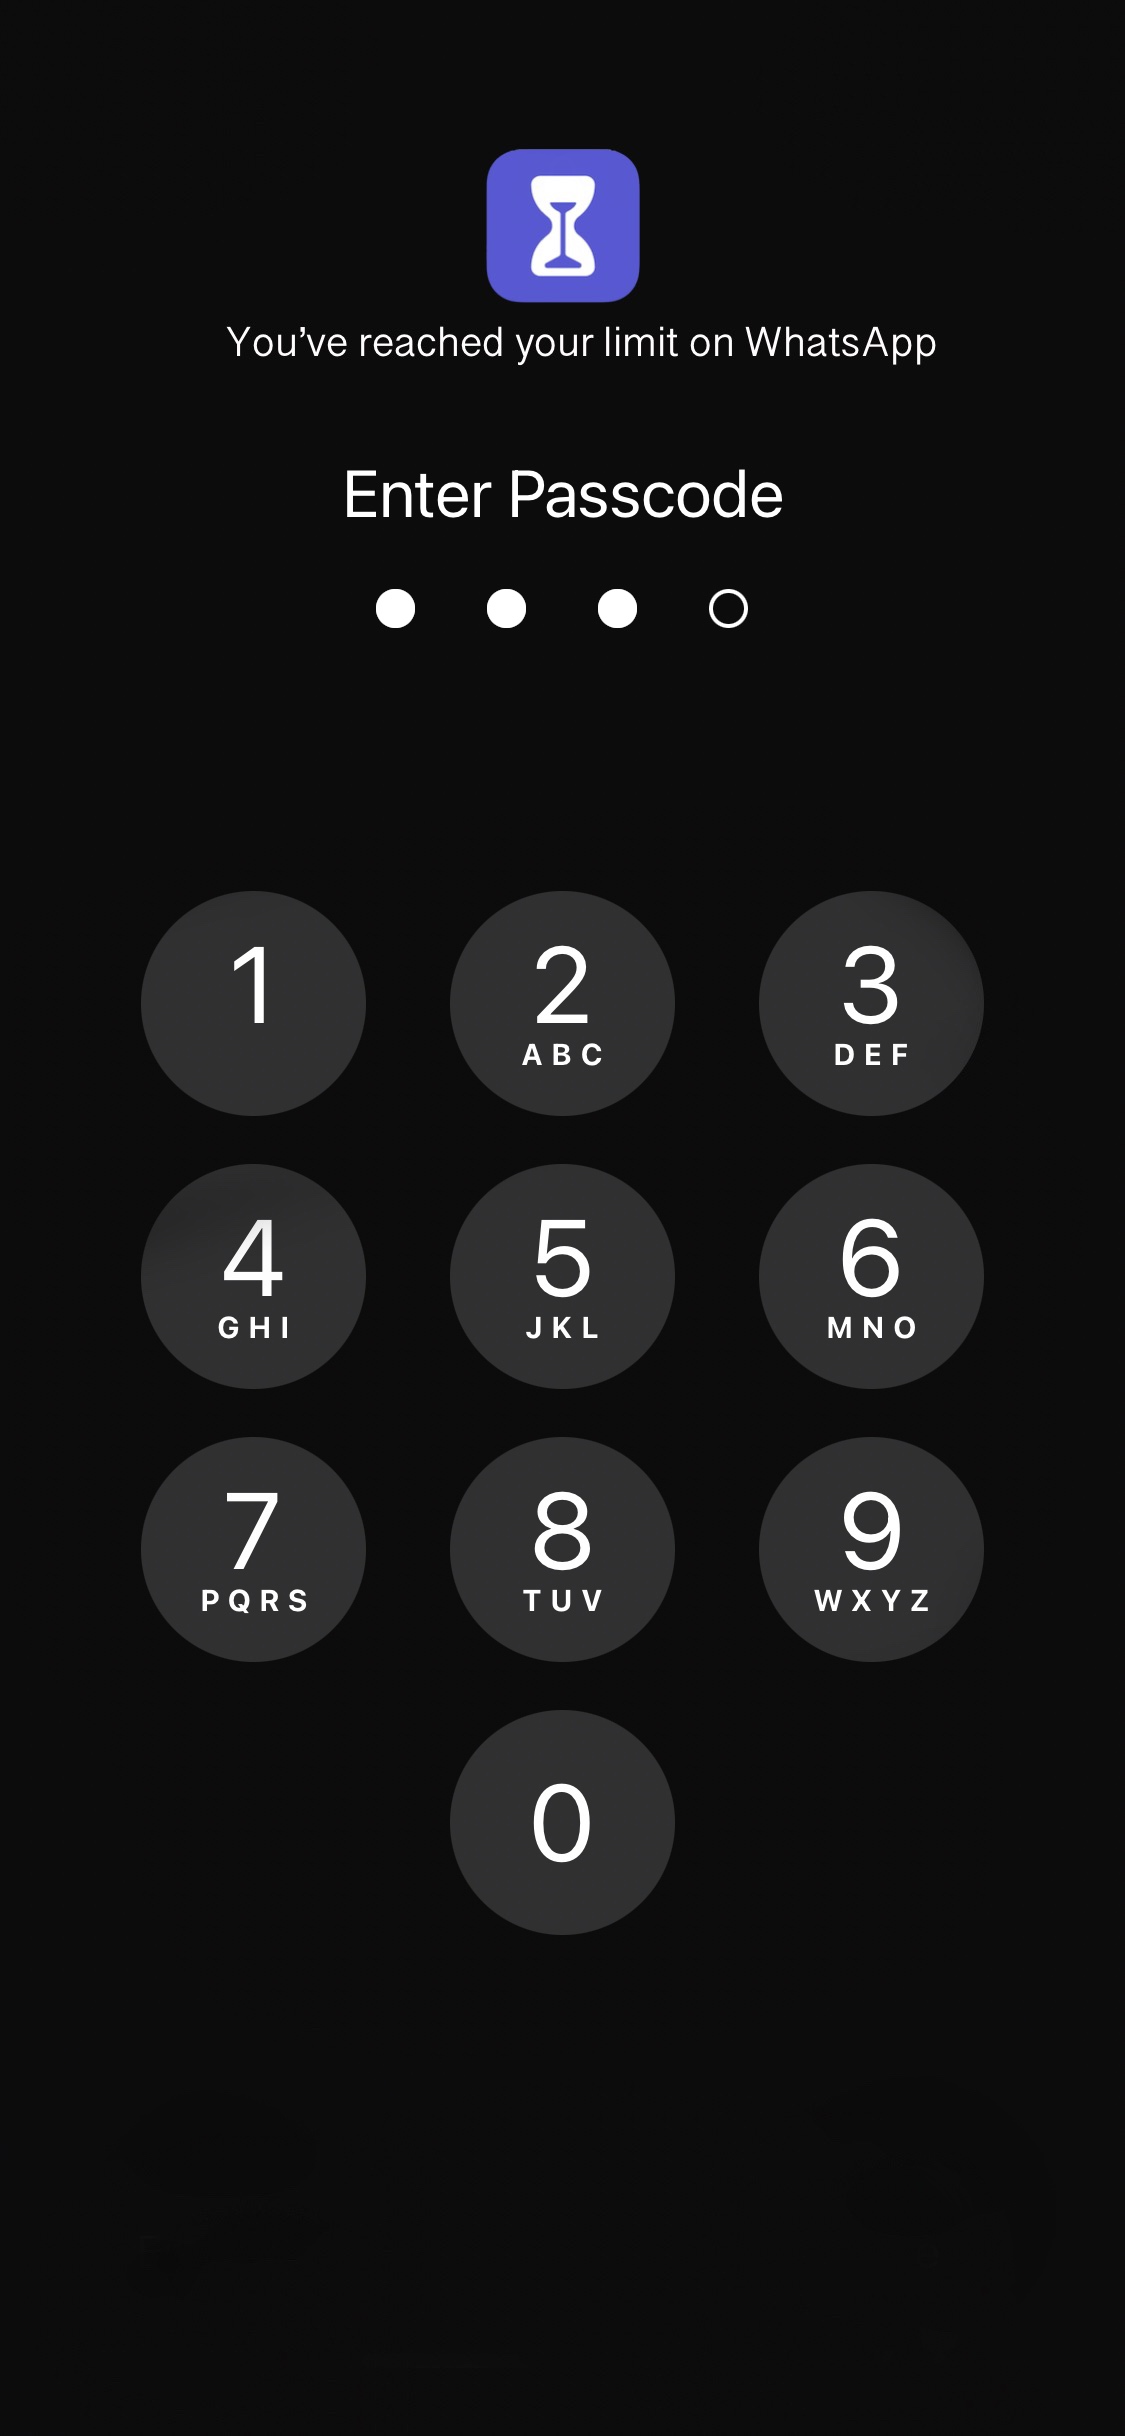 You’ve reached your limit on WhatsApp
Enter Passcode
1 2 3
ABC DEF
4 5 6
GHI JKL MNO
7 8 9
PQRS TUV WXYZ
0